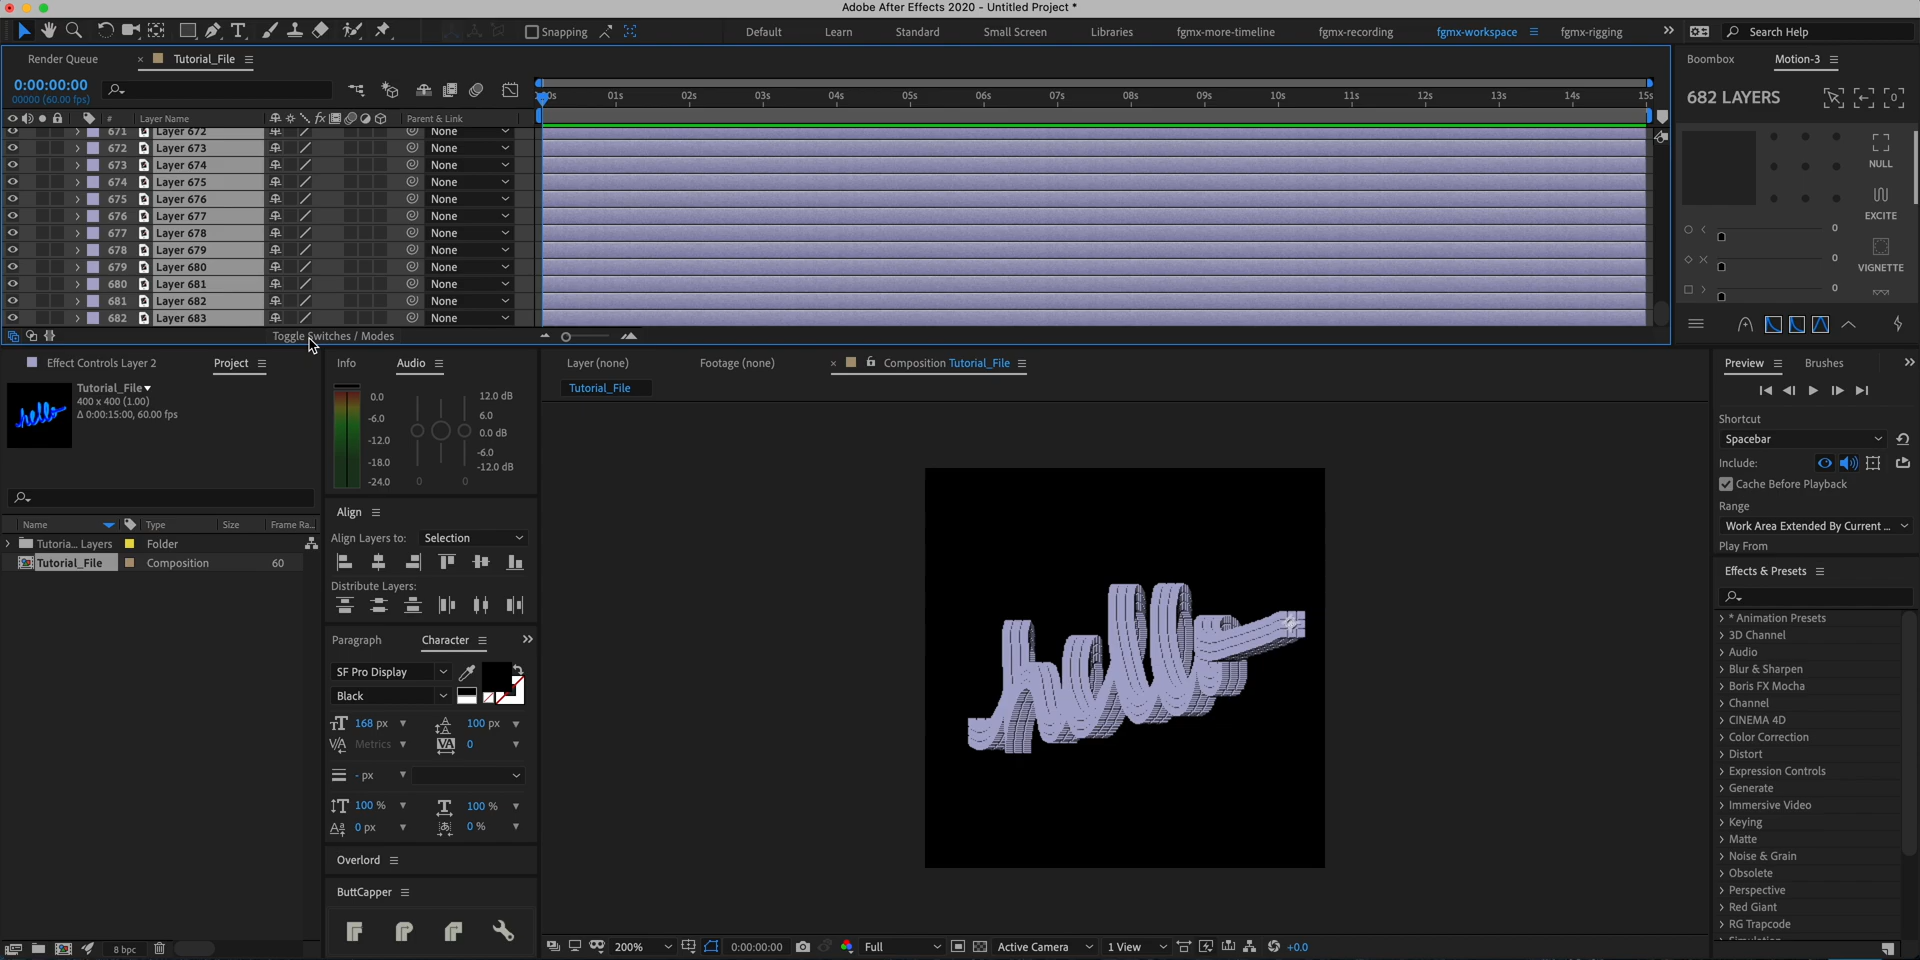 Adobe After Effects 2020 - Untitled Project *
Snapping
Default
Learn
Standard
Small Screen
Libraries
fgmx-more-timeline
fgmx-recording
fgmx-workspace
fgmx-rigging
Search Help
Render Queue
Tutorial_File
Boombox
Motion-3
0:00:00:00
00000 (60.00 fps)
01s 02s 03s 04s 05s 06s 07s 08s 09s 10s 11s 12s 13s 14s 15s
682 LAYERS
# Layer Name
Parent & Link
671 Layer 672 None
672 Layer 673 None
673 Layer 674 None
674 Layer 675 None
675 Layer 676 None
676 Layer 677 None
677 Layer 678 None
678 Layer 679 None
679 Layer 680 None
680 Layer 681 None
681 Layer 682 None
682 Layer 683 None
Toggle Switches / Modes
NULL
EXCITE
VIGNETTE
0
0
0
Effect Controls Layer 2
Project
Tutorial_File
400 x 400 (1.00)
Δ 0:00:15:00, 60.00 fps
hello
Name Type Size Frame Ra...
Tutoria... Layers Folder
Tutorial_File Composition 60
8 bpc
Info
Audio
0.0
-6.0
-12.0
-18.0
-24.0
12.0 dB
6.0
0.0 dB
-6.0
-12.0 dB
0 0
Align
Align Layers to: Selection
Distribute Layers:
Paragraph
Character
SF Pro Display
Black
168 px 100 px
Metrics 0
- px
100 % 100 %
0 px 0 %
Overlord
ButtCapper
Layer (none)
Footage (none)
Composition Tutorial_File
Tutorial_File
hello
200%
0:00:00:00
Full
Active Camera
1 View
+0.0
Preview
Brushes
Shortcut
Spacebar
Include:
Cache Before Playback
Range
Work Area Extended By Current ...
Play From
Effects & Presets
* Animation Presets
3D Channel
Audio
Blur & Sharpen
Boris FX Mocha
Channel
CINEMA 4D
Color Correction
Distort
Expression Controls
Generate
Immersive Video
Keying
Matte
Noise & Grain
Obsolete
Perspective
Red Giant
RG Trapcode